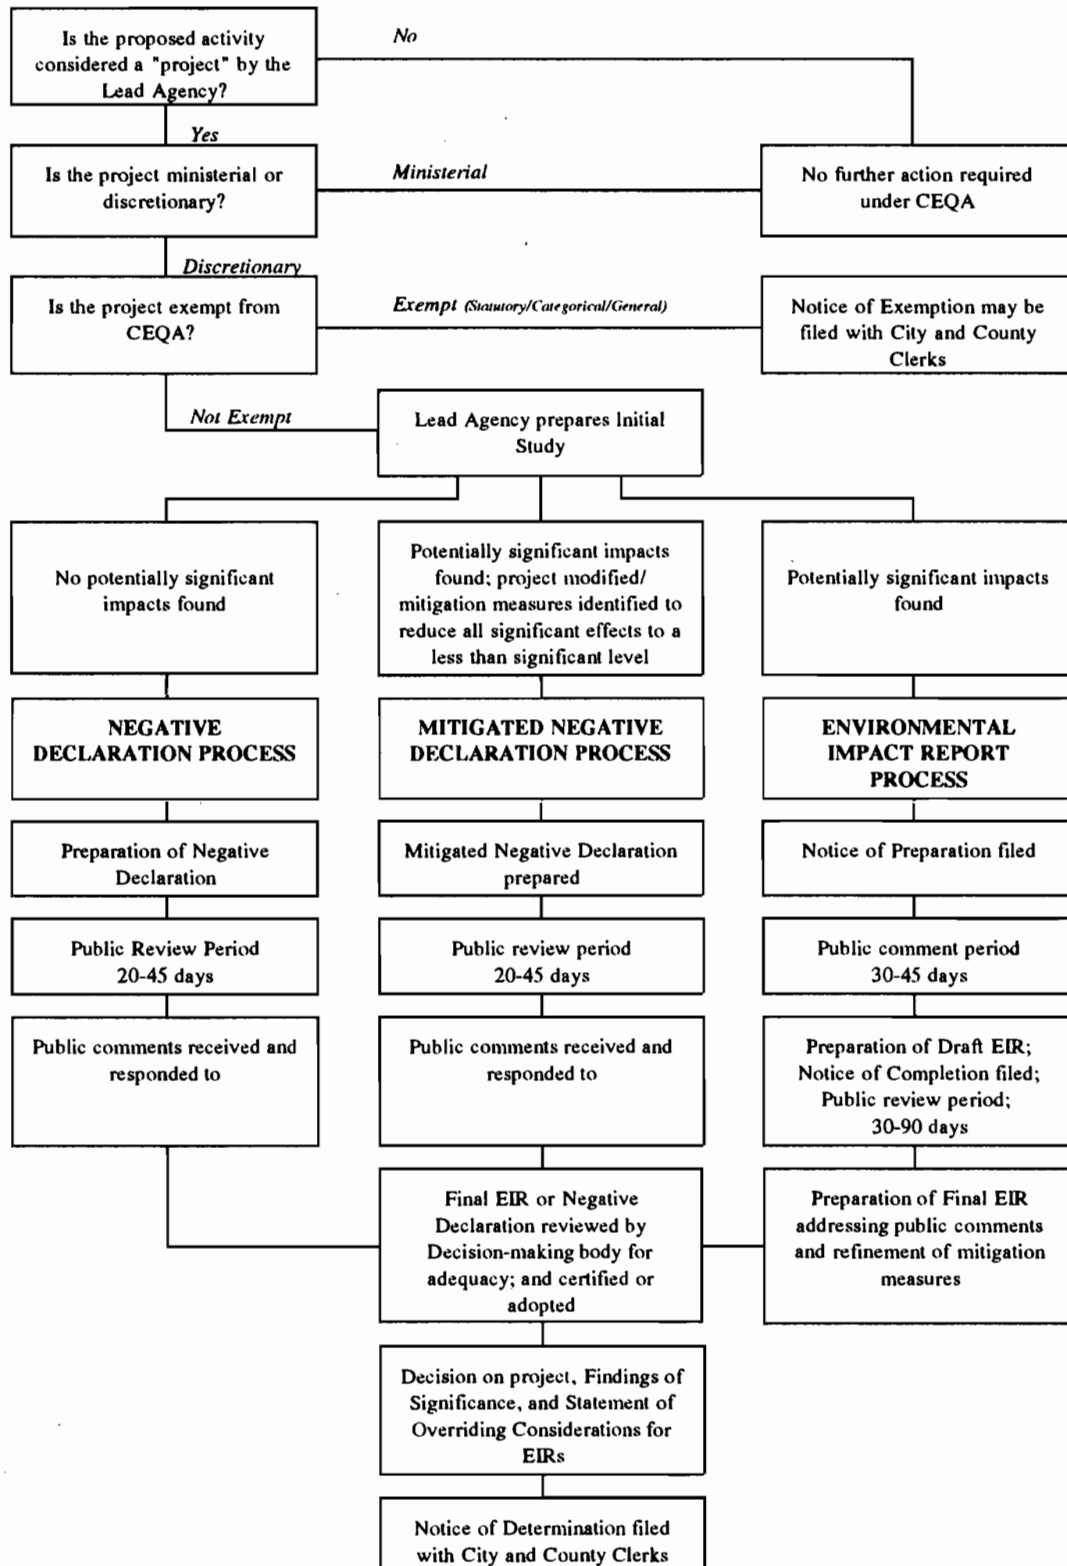 Is the proposed activity
considered a "project" by the
Lead Agency?
No
Yes
Is the project ministerial or
discretionary?
Ministerial
No further action required
under CEQA
Discretionary
Is the project exempt from
CEQA?
Exempt (Statutory/Categorical/General)
Notice of Exemption may be
filed with City and County
Clerks
Not Exempt
Lead Agency prepares Initial
Study
No potentially significant
impacts found
Potentially significant impacts
found; project modified/
mitigation measures identified to
reduce all significant effects to a
less than significant level
Potentially significant impacts
found
NEGATIVE
DECLARATION PROCESS
MITIGATED NEGATIVE
DECLARATION PROCESS
ENVIRONMENTAL
IMPACT REPORT
PROCESS
Preparation of Negative
Declaration
Mitigated Negative Declaration
prepared
Notice of Preparation filed
Public Review Period
20-45 days
Public review period
20-45 days
Public comment period
30-45 days
Public comments received and
responded to
Public comments received and
responded to
Preparation of Draft EIR;
Notice of Completion filed;
Public review period;
30-90 days
Final EIR or Negative
Declaration reviewed by
Decision-making body for
adequacy; and certified or
adopted
Preparation of Final EIR
addressing public comments
and refinement of mitigation
measures
Decision on project, Findings of
Significance, and Statement of
Overriding Considerations for
EIRs
Notice of Determination filed
with City and County Clerks